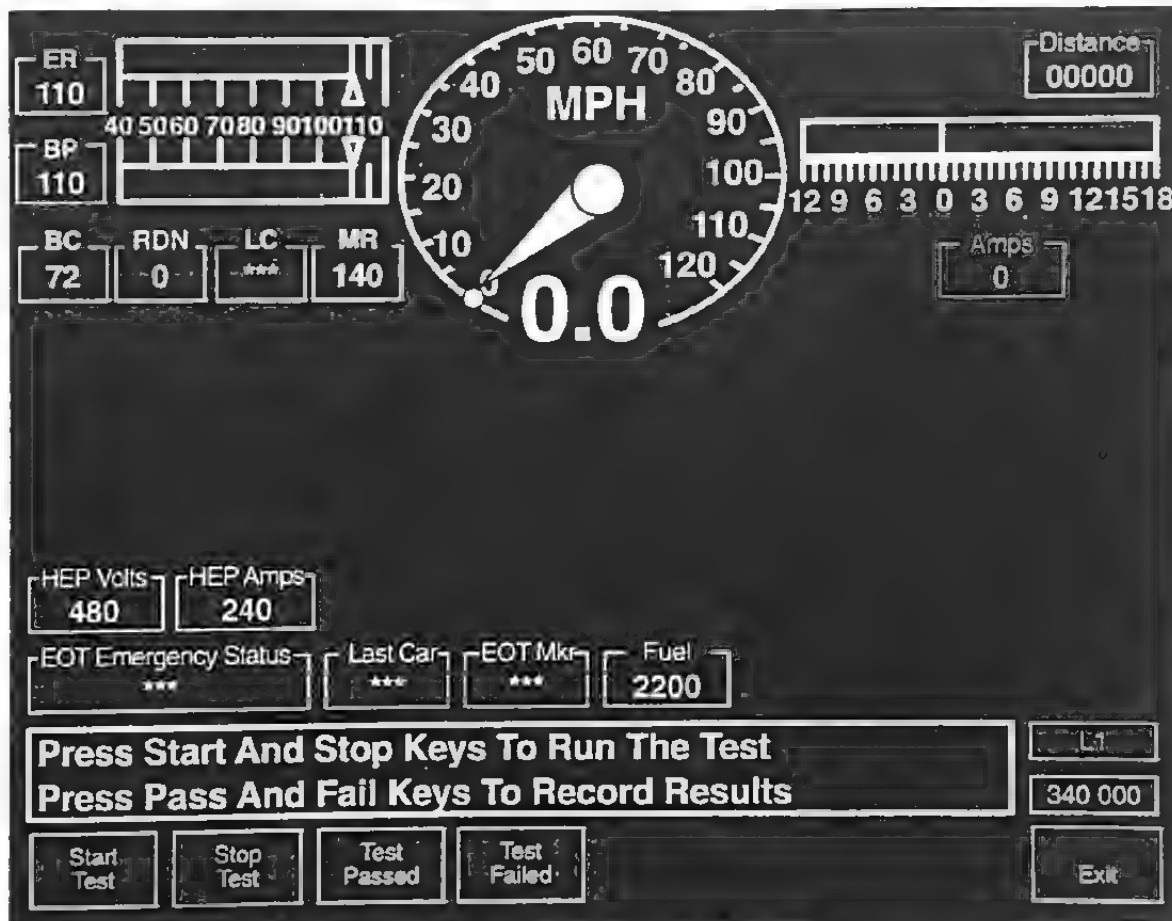 ER
110
40 50 60 70 80 90 100 110
BP
110
BC
72
RDN
0
LC
***
MR
140
0 10 20 30 40 50 60 70 80 90 100 110 120
MPH
0.0
Distance
00000
12 9 6 3 0 3 6 9 12 15 18
Amps
0
HEP Volts
480
HEP Amps
240
EOT Emergency Status
***
Last Car
***
EOT Mkr
***
Fuel
2200
Press Start And Stop Keys To Run The Test
Press Pass And Fail Keys To Record Results
L1
340 000
Start
Test
Stop
Test
Test
Passed
Test
Failed
Exit